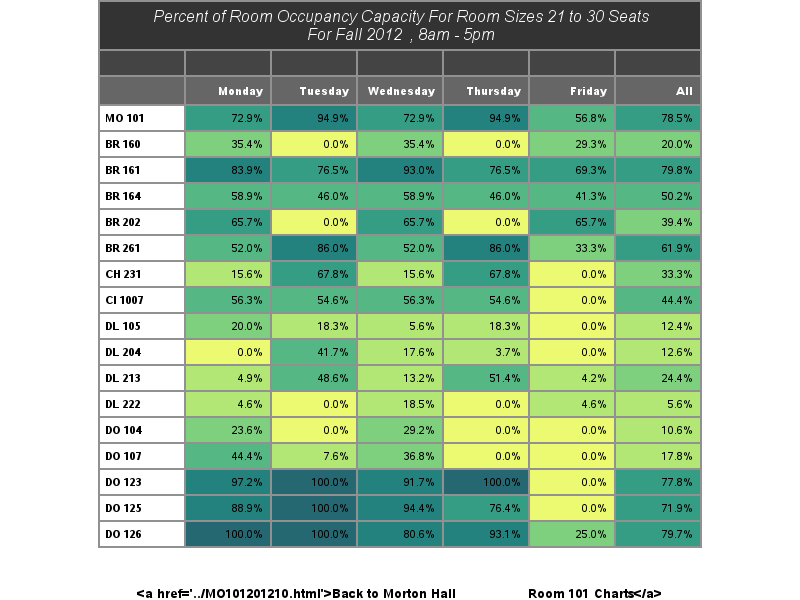 Percent of Room Occupancy Capacity For Room Sizes 21 to 30 Seats
For Fall 2012 , 8am - 5pm
Monday Tuesday Wednesday Thursday Friday All
MO 101 72.9% 94.9% 72.9% 94.9% 56.8% 78.5%
BR 160 35.4% 0.0% 35.4% 0.0% 29.3% 20.0%
BR 161 83.9% 76.5% 93.0% 76.5% 69.3% 79.8%
BR 164 58.9% 46.0% 58.9% 46.0% 41.3% 50.2%
BR 202 65.7% 0.0% 65.7% 0.0% 65.7% 39.4%
BR 261 52.0% 86.0% 52.0% 86.0% 33.3% 61.9%
CH 231 15.6% 67.8% 15.6% 67.8% 0.0% 33.3%
CI 1007 56.3% 54.6% 56.3% 54.6% 0.0% 44.4%
DL 105 20.0% 18.3% 5.6% 18.3% 0.0% 12.4%
DL 204 0.0% 41.7% 17.6% 3.7% 0.0% 12.6%
DL 213 4.9% 48.6% 13.2% 51.4% 4.2% 24.4%
DL 222 4.6% 0.0% 18.5% 0.0% 4.6% 5.6%
DO 104 23.6% 0.0% 29.2% 0.0% 0.0% 10.6%
DO 107 44.4% 7.6% 36.8% 0.0% 0.0% 17.8%
DO 123 97.2% 100.0% 91.7% 100.0% 0.0% 77.8%
DO 125 88.9% 100.0% 94.4% 76.4% 0.0% 71.9%
DO 126 100.0% 100.0% 80.6% 93.1% 25.0% 79.7%
<a href='../MO101201210.html'>Back to Morton Hall Room 101 Charts</a>